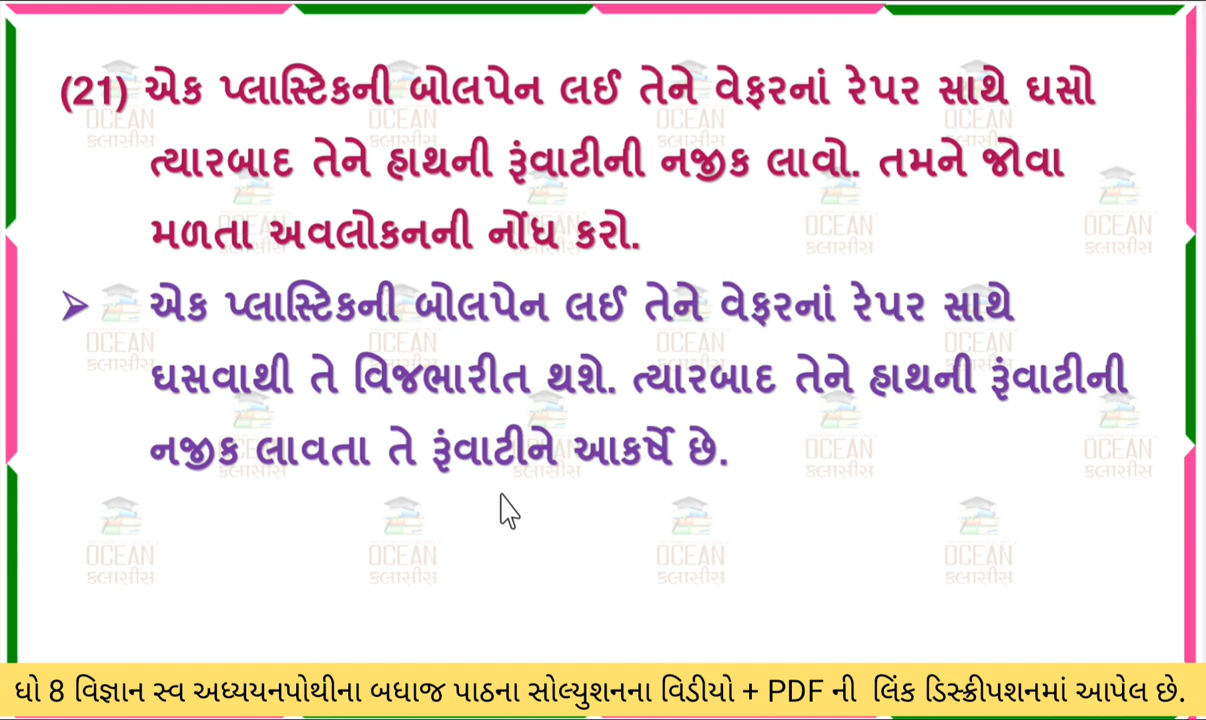 (21) એક પ્લાસ્ટિકની બોલપેન લઈ તેને વેફરનાં રેપર સાથે ઘસો
ત્યારબાદ તેને હાથની રૂંવાટીની નજીક લાવો. તમને જોવા
મળતા અવલોકનની નોંધ કરો.
➢ એક પ્લાસ્ટિકની બોલપેન લઈ તેને વેફરનાં રેપર સાથે
ઘસવાથી તે વિજભારીત થશે. ત્યારબાદ તેને હાથની રૂંવાટીની
નજીક લાવતા તે રૂંવાટીને આકર્ષે છે.
OCEAN
ક્લાસીસ
ધો 8 વિજ્ઞાન સ્વ અધ્યયનપોથીના બધાજ પાઠના સોલ્યુશનના વિડીયો + PDF ની લિંક ડિસ્ક્રીપશનમાં આપેલ છે.